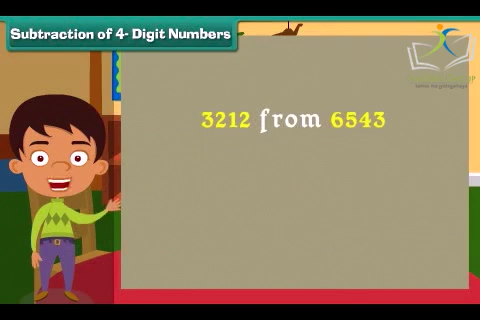 Subtraction of 4- Digit Numbers
3212 from 6543